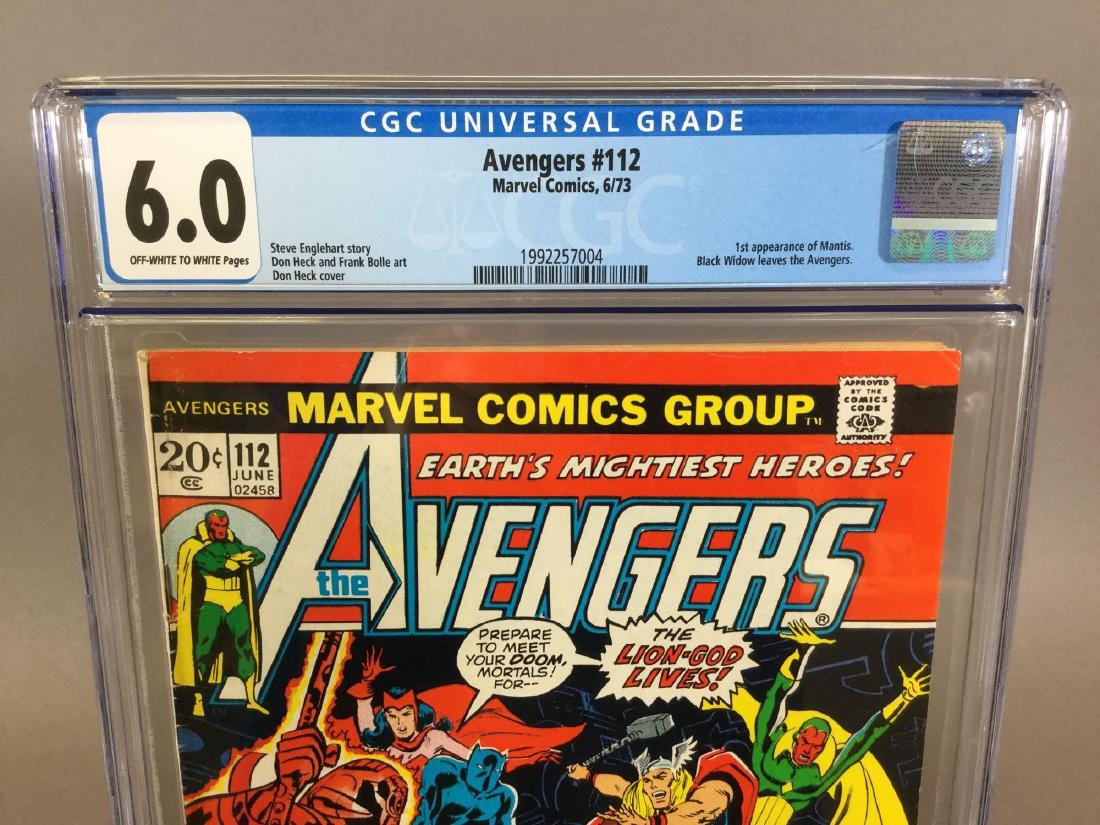 CGC UNIVERSAL GRADE
6.0
OFF-WHITE TO WHITE Pages
Avengers #112
Marvel Comics, 6/73
CGC®
Steve Englehart story
Don Heck and Frank Bolle art
Don Heck cover
1992257004
1st appearance of Mantis.
Black Widow leaves the Avengers.
AVENGERS
MARVEL COMICS GROUP TM
APPROVED
BY THE
COMICS
CODE
CA
AUTHORITY
20¢
CC
112
JUNE
02458
EARTH'S MIGHTIEST HEROES!
the AVENGERS®
PREPARE
TO MEET
YOUR DOOM,
MORTALS!
FOR--
THE
LION-GOD
LIVES!